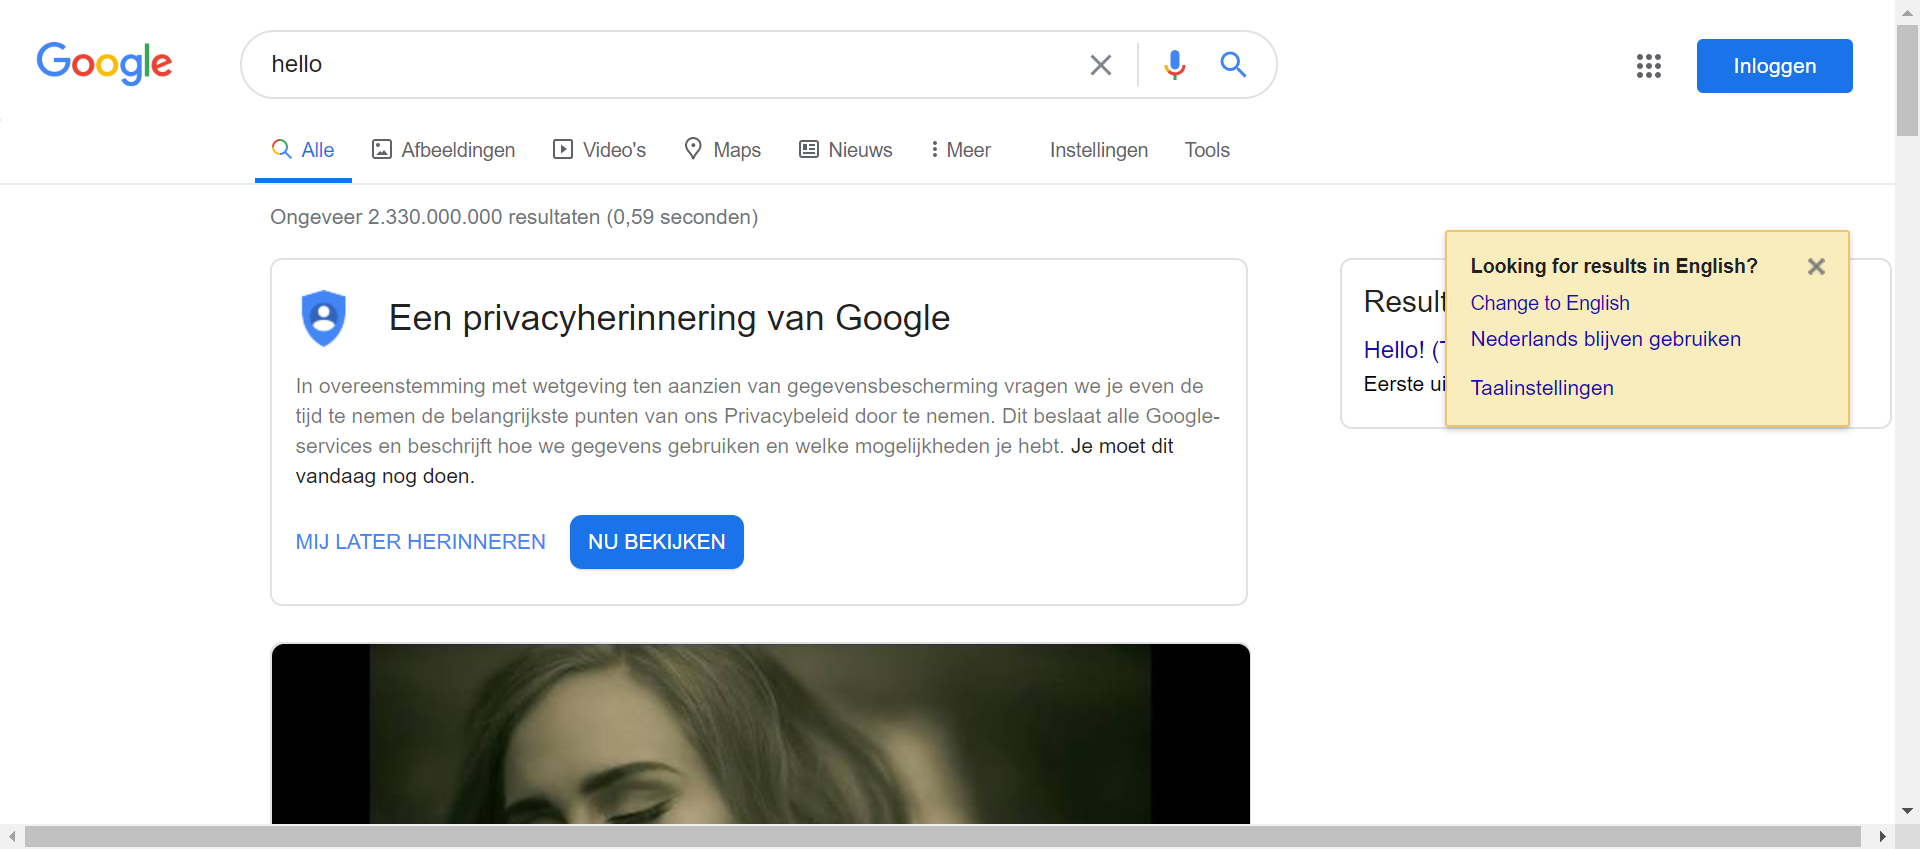 Google
hello
Inloggen
Alle Afbeeldingen Video's Maps Nieuws Meer Instellingen Tools
Ongeveer 2.330.000.000 resultaten (0,59 seconden)
Een privacyherinnering van Google
In overeenstemming met wetgeving ten aanzien van gegevensbescherming vragen we je even de
tijd te nemen de belangrijkste punten van ons Privacybeleid door te nemen. Dit beslaat alle Google-
services en beschrijft hoe we gegevens gebruiken en welke mogelijkheden je hebt. Je moet dit
vandaag nog doen.
MIJ LATER HERINNEREN NU BEKIJKEN
Result
Hello! (
Eerste ui
Looking for results in English?
Change to English
Nederlands blijven gebruiken
Taalinstellingen